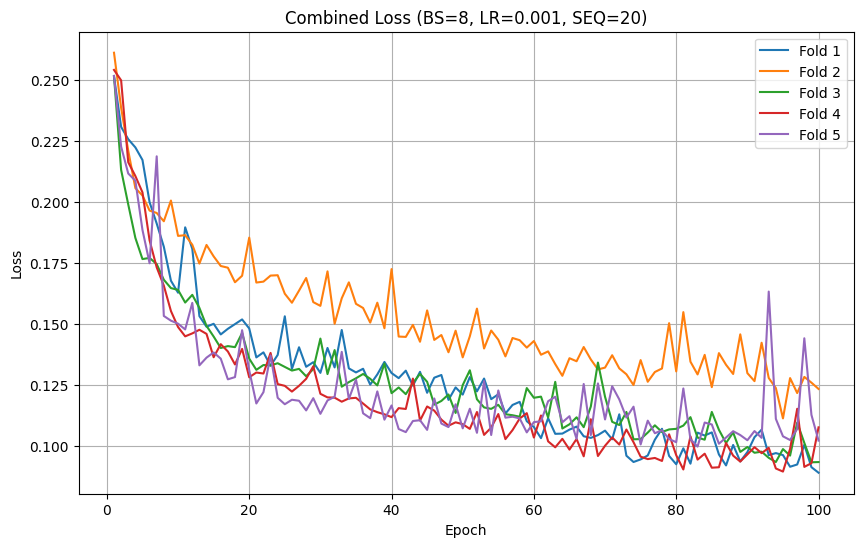 Combined Loss (BS=8, LR=0.001, SEQ=20)
Fold 1
Fold 2
Fold 3
Fold 4
Fold 5
Loss
0.250
0.225
0.200
0.175
0.150
0.125
0.100
0 20 40 60 80 100
Epoch